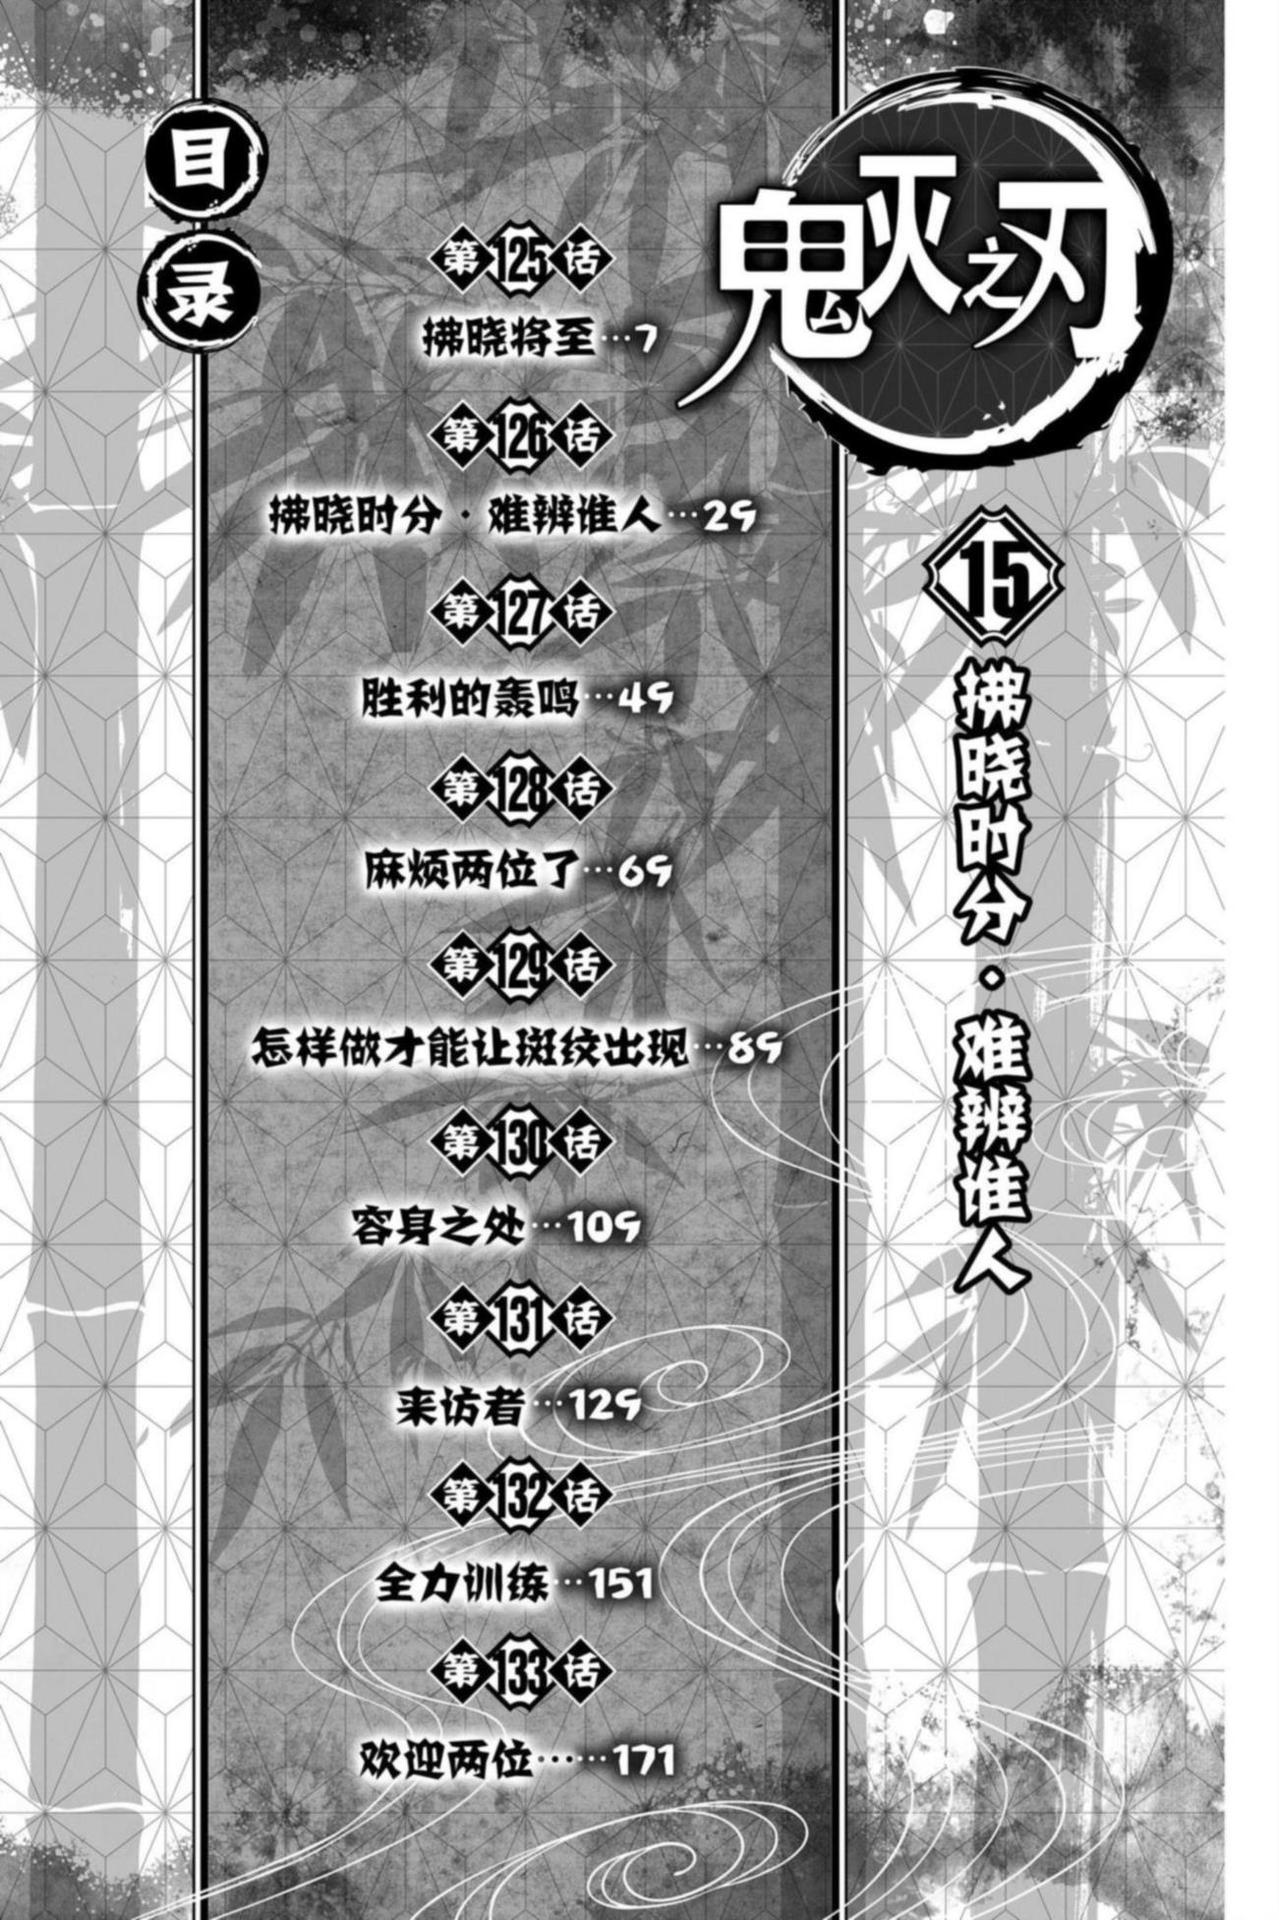 鬼灭之刃
15
拂晓时分·难辨谁人
目录
第125话
拂晓将至…7
第126话
拂晓时分·难辨谁人…29
第127话
胜利的轰鸣…49
第128话
麻烦两位了…69
第129话
怎样做才能让斑纹出现…89
第130话
容身之处…109
第131话
来访者…129
第132话
全力训练…151
第133话
欢迎两位……171